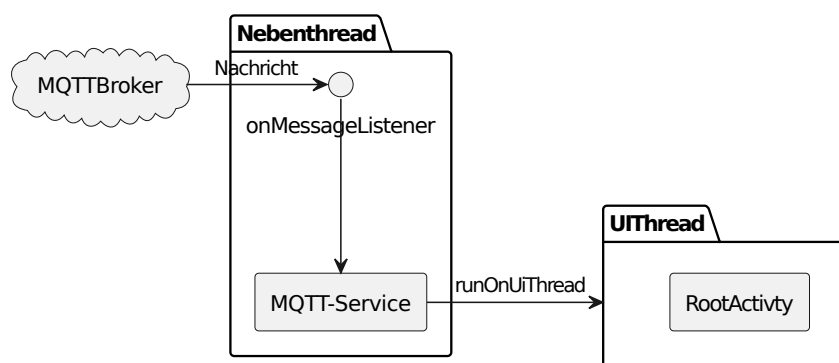 Nebenthread
Nachricht
MQTTBroker
onMessageListener
UIThread
MQTT-Service
runOnUiThread
RootActivty